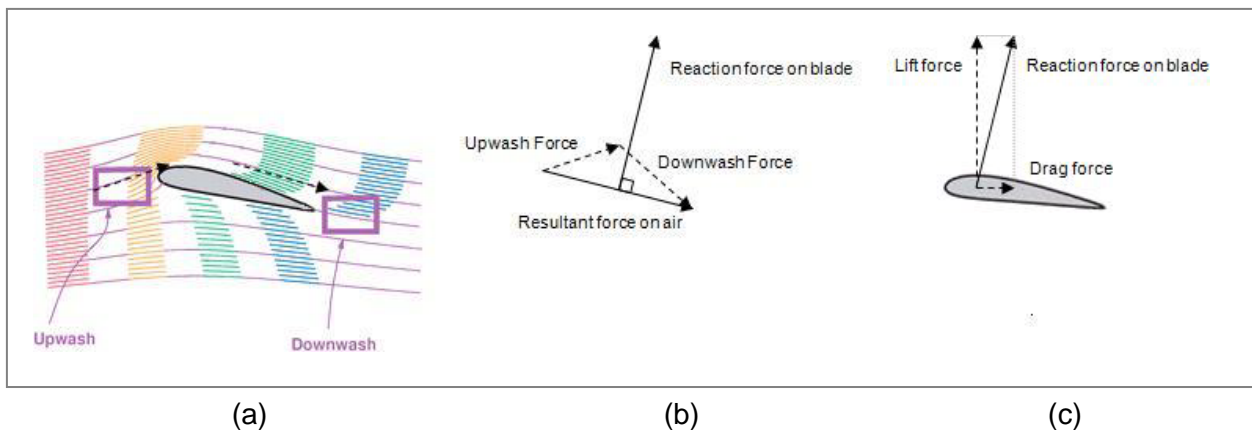 Upwash
Downwash
Reaction force on blade
Upwash Force
Downwash Force
Resultant force on air
Lift force
Reaction force on blade
Drag force
(a)
(b)
(c)